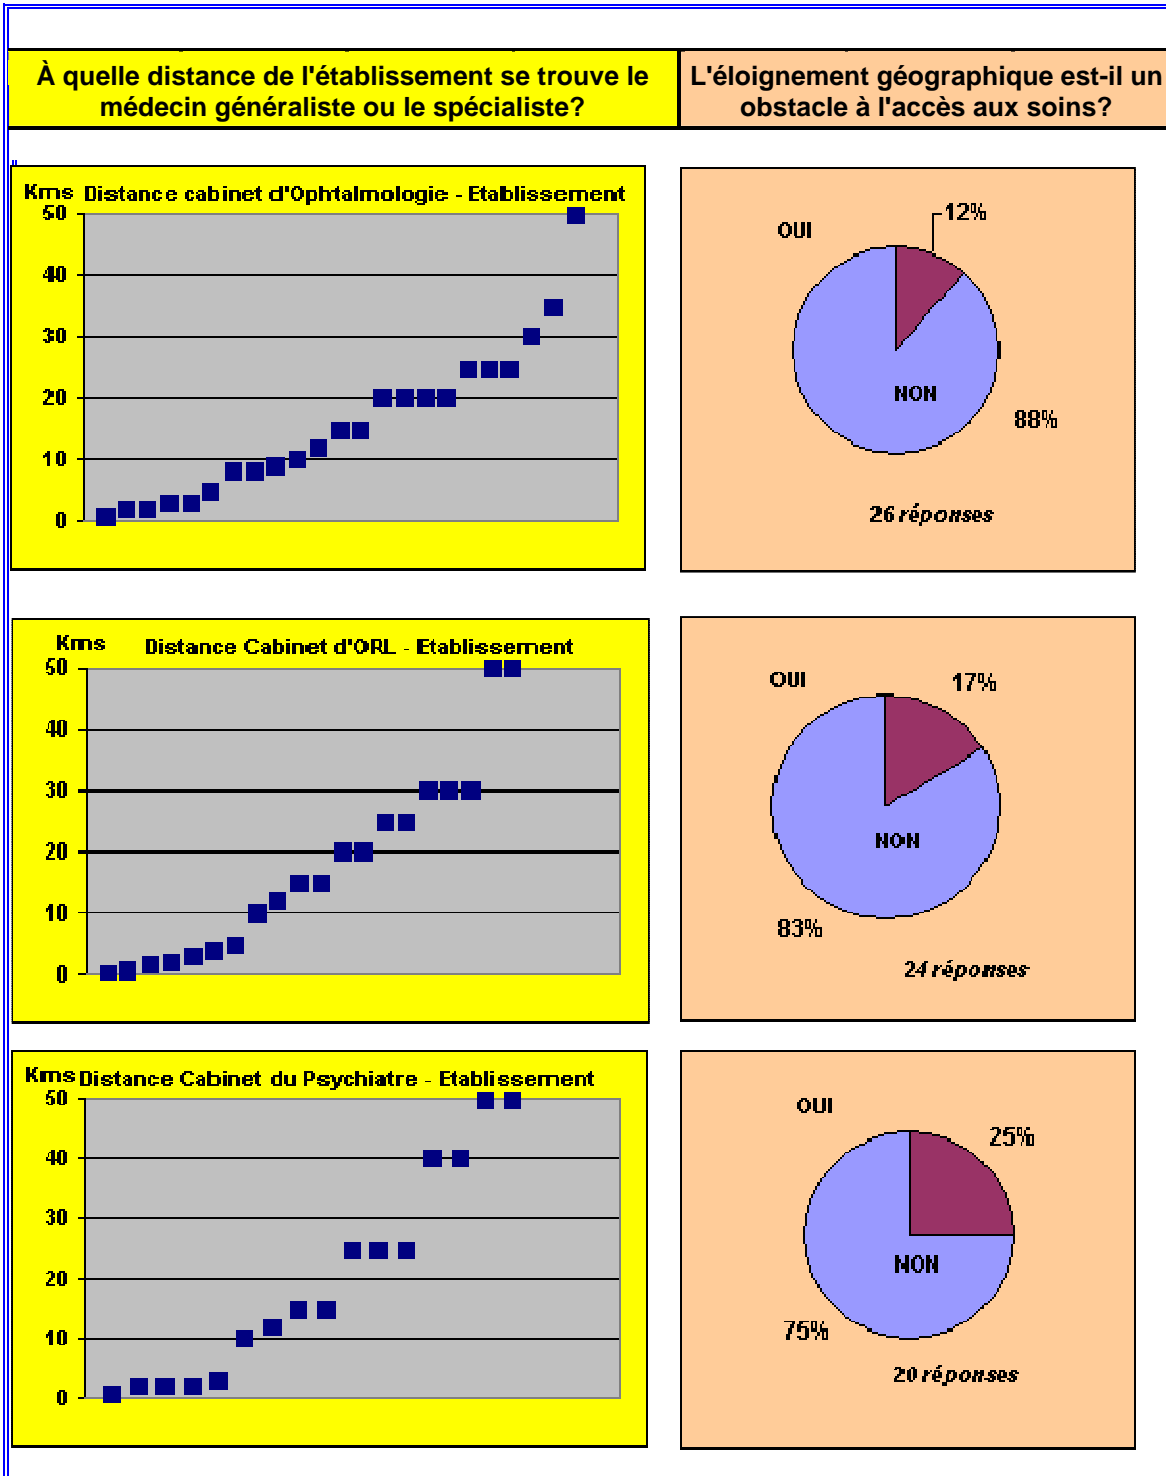 À quelle distance de l'établissement se trouve le
médecin généraliste ou le spécialiste?
L'éloignement géographique est-il un
obstacle à l'accès aux soins?
Kms Distance cabinet d'Ophtalmologie - Etablissement
50
40
30
20
10
0
OUI
12%
NON
88%
26 réponses
Kms Distance Cabinet d'ORL - Etablissement
50
40
30
20
10
0
OUI
17%
NON
83%
24 réponses
Kms Distance Cabinet du Psychiatre - Etablissement
50
40
30
20
10
0
OUI
25%
NON
75%
20 réponses